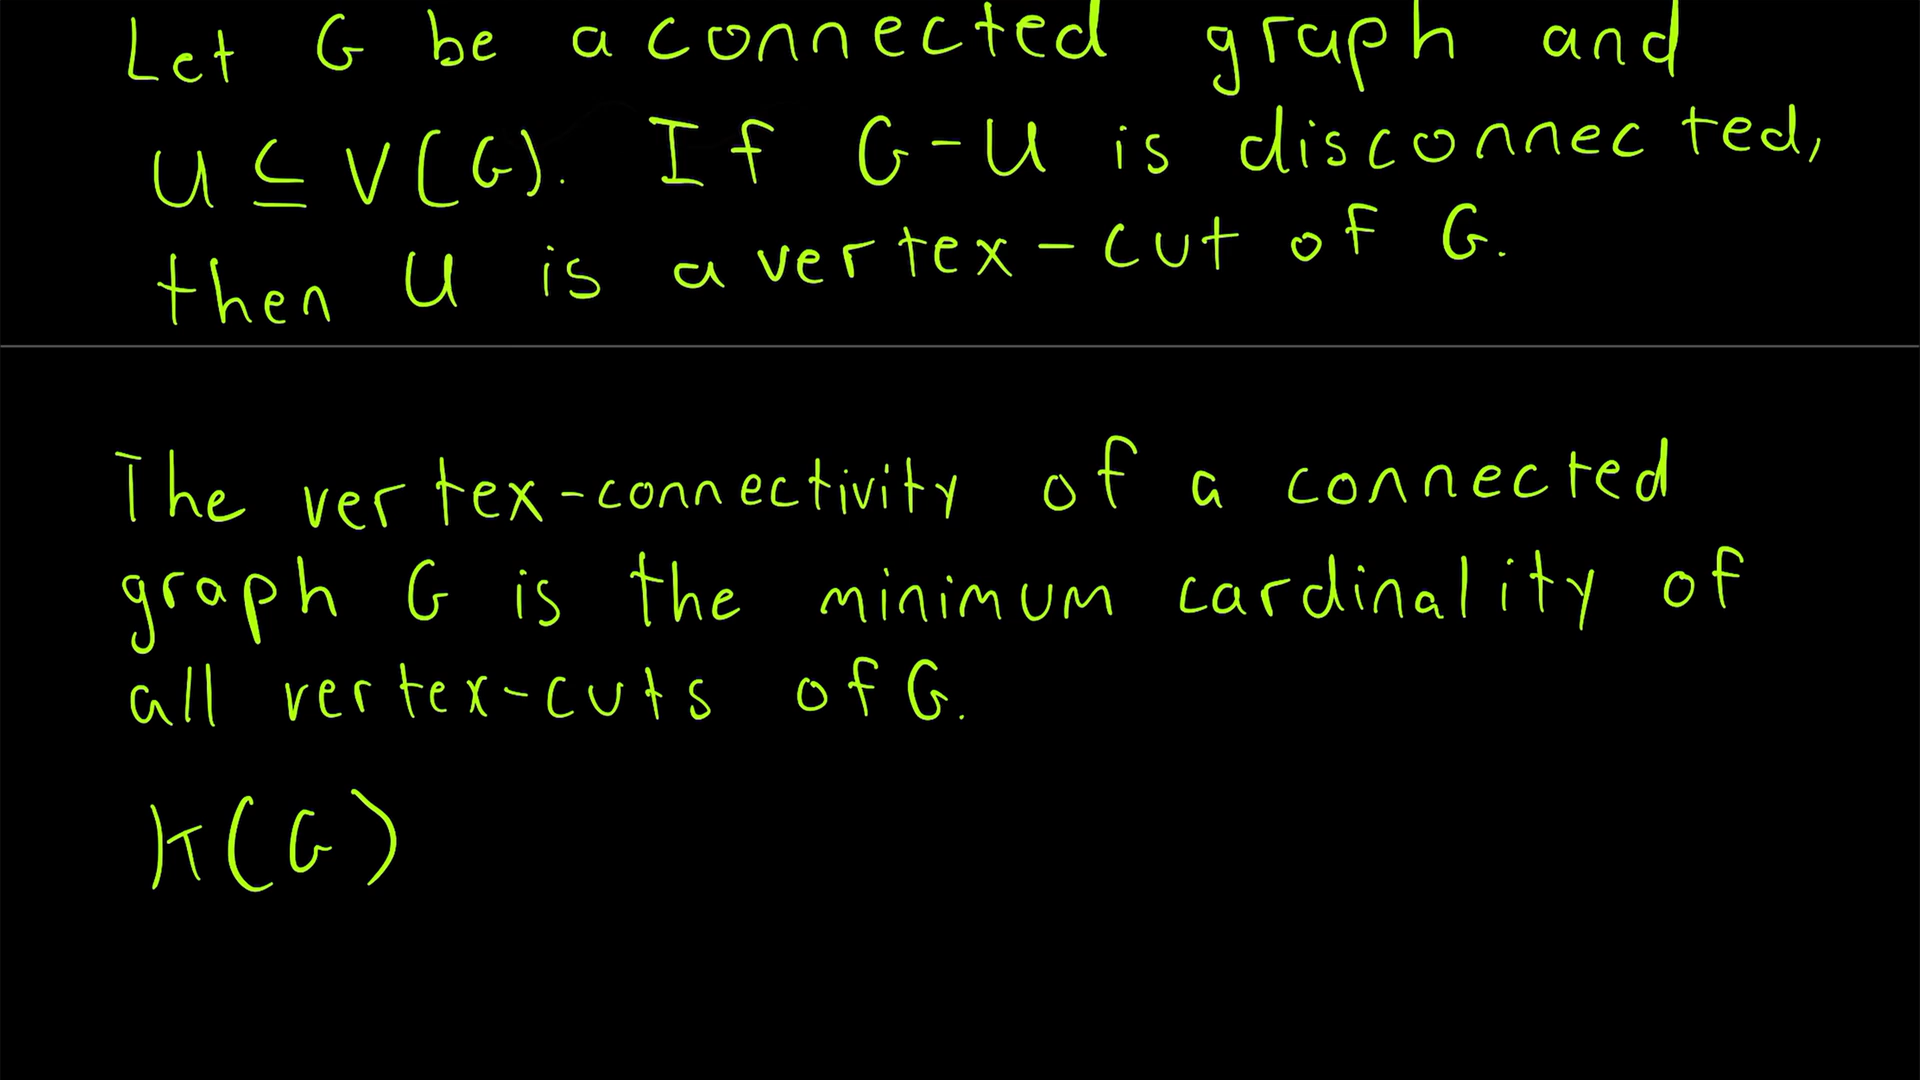 Let G be a connected graph and
U ⊆ V(G). If G-U is disconnected,
then U is a vertex-cut of G.
The vertex-connectivity of a connected
graph G is the minimum cardinality of
all vertex-cuts of G.
κ(G)